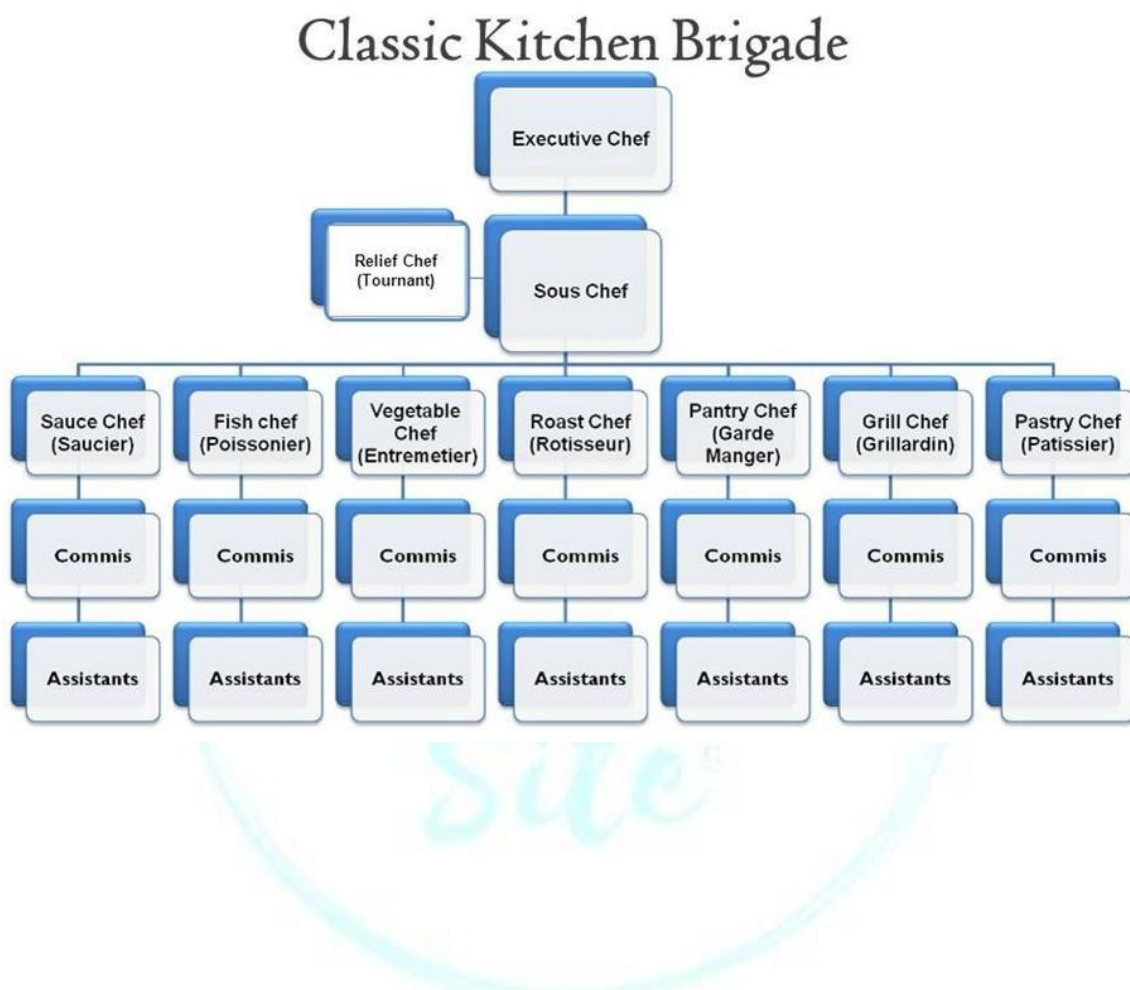 Classic Kitchen Brigade
Executive Chef
Relief Chef
(Tournant)
Sous Chef
Sauce Chef
(Saucier)
Fish chef
(Poissonier)
Vegetable
Chef
(Entremetier)
Roast Chef
(Rotisseur)
Pantry Chef
(Garde
Manger)
Grill Chef
(Grillardin)
Pastry Chef
(Patissier)
Commis
Commis
Commis
Commis
Commis
Commis
Commis
Assistants
Assistants
Assistants
Assistants
Assistants
Assistants
Assistants
Site